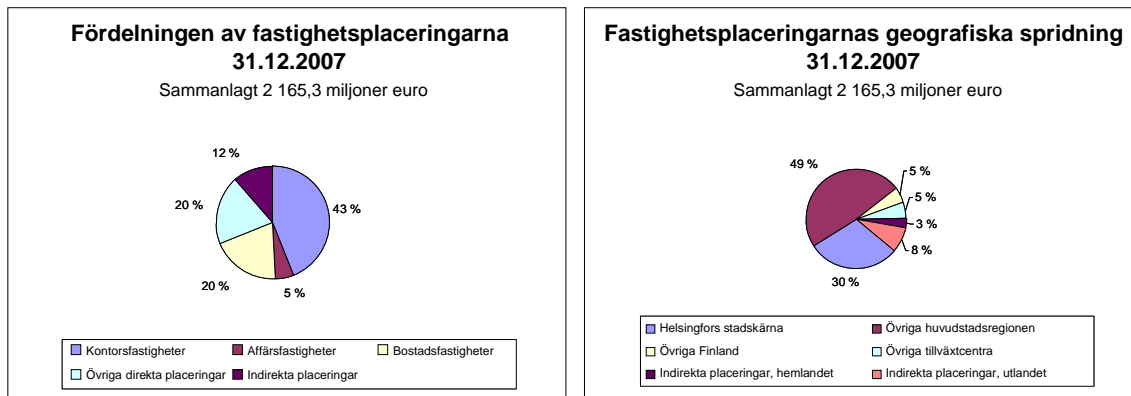 Fördelningen av fastighetsplaceringarna
31.12.2007
Sammanlagt 2 165,3 miljoner euro
12 %
43 %
20 %
20 %
5 %
Kontorsfastigheter
Affärsfastigheter
Bostadsfastigheter
Övriga direkta placeringar
Indirekta placeringar
Fastighetsplaceringarnas geografiska spridning
31.12.2007
Sammanlagt 2 165,3 miljoner euro
49 %
5 %
5 %
3 %
8 %
30 %
Helsingfors stadskärna
Övriga huvudstadsregionen
Övriga Finland
Övriga tillväxtcentra
Indirekta placeringar, hemlandet
Indirekta placeringar, utlandet